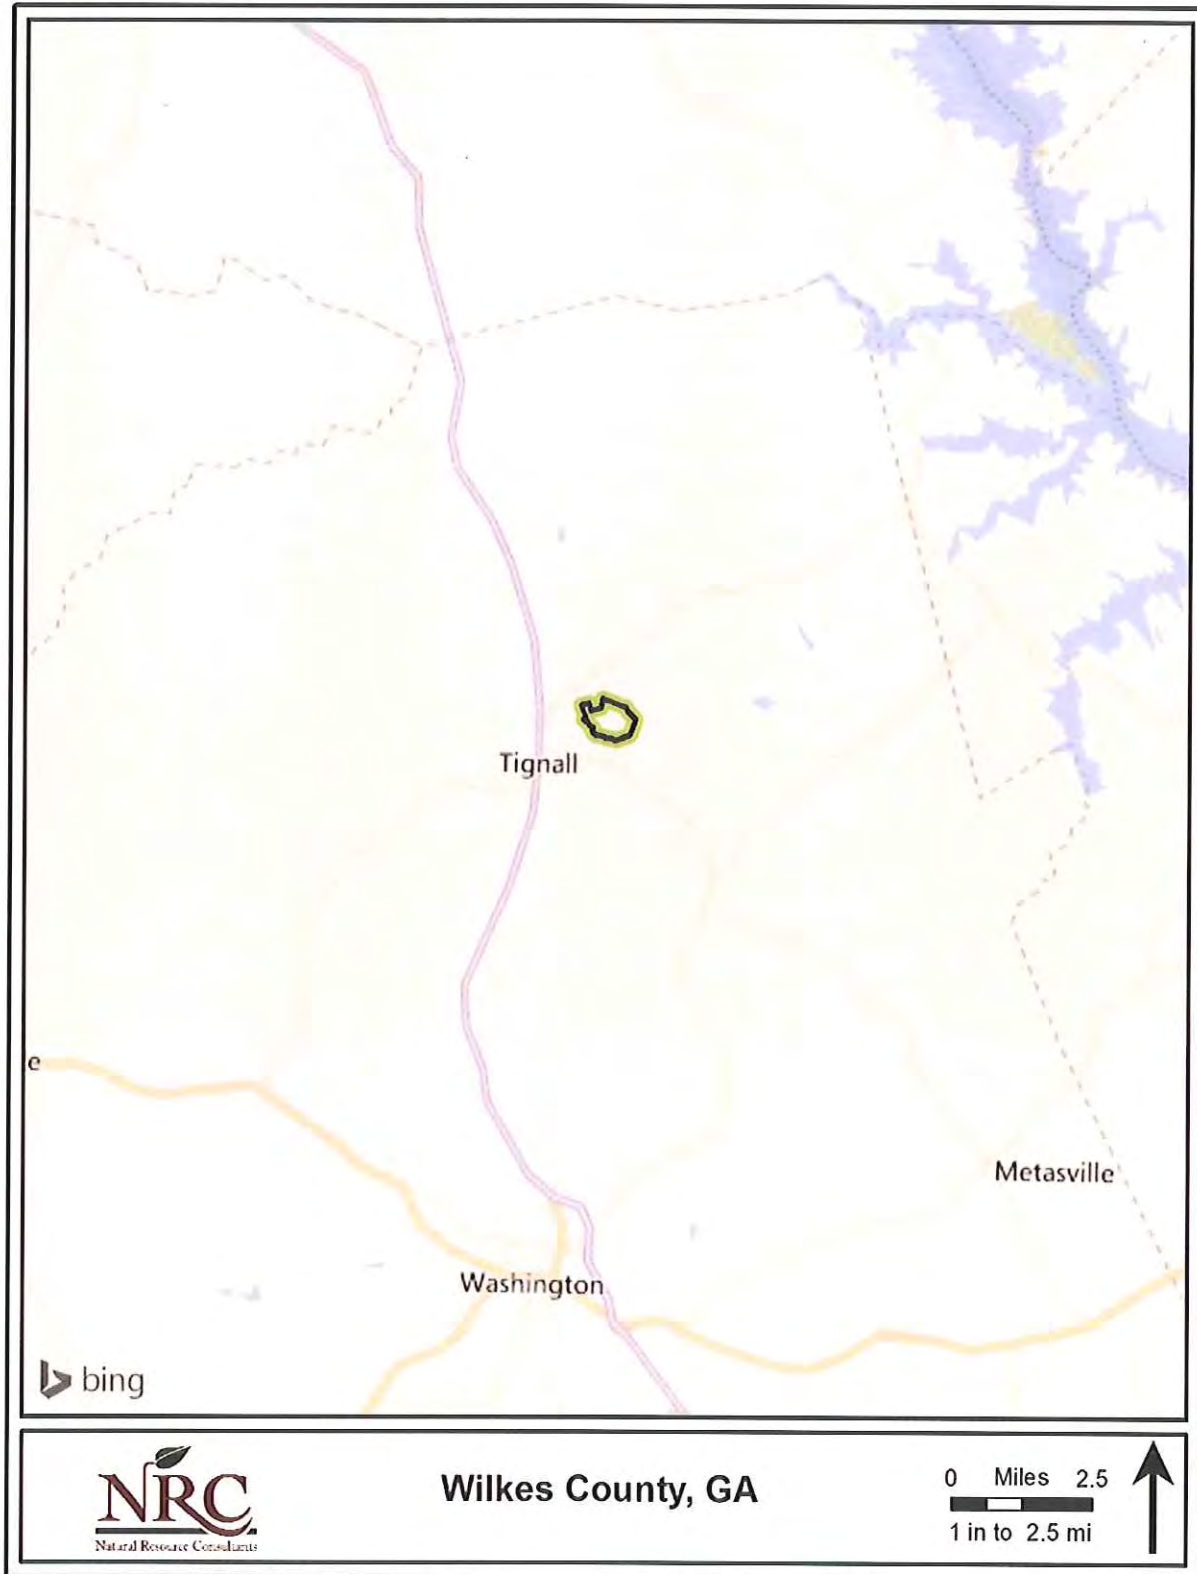 Tignall
e
Metasville
Washington
bing
NRC
Natural Resource Consultants
Wilkes County, GA
0 Miles 2.5
1 in to 2.5 mi